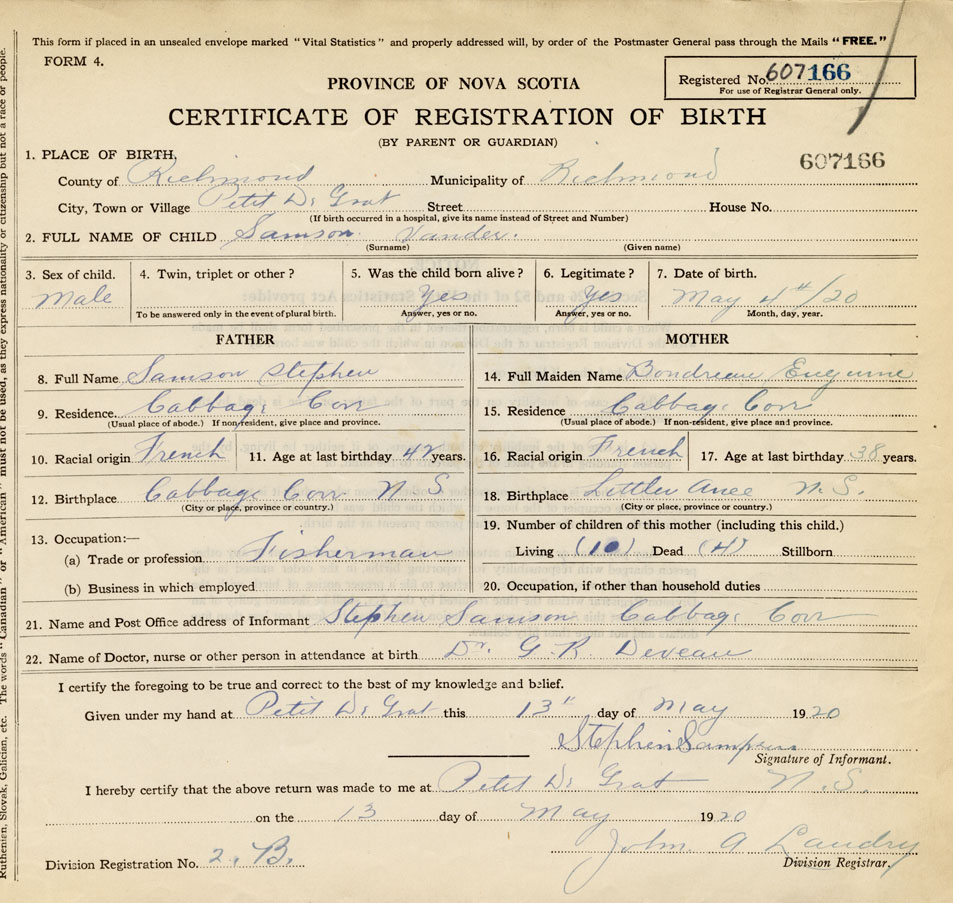 This form if placed in an unsealed envelope marked "Vital Statistics" and properly addressed will, by order of the Postmaster General pass through the Mails "FREE."
FORM 4.
PROVINCE OF NOVA SCOTIA
Registered No. 607166
For use of Registrar General only.
CERTIFICATE OF REGISTRATION OF BIRTH
(BY PARENT OR GUARDIAN)
607166
1. PLACE OF BIRTH.
County of Richmond Municipality of Richmond
City, Town or Village Petit De Grat Street House No.
(If birth occurred in a hospital, give its name instead of Street and Number)
2. FULL NAME OF CHILD Samson Vander.
(Surname) (Given name)
3. Sex of child. 4. Twin, triplet or other? 5. Was the child born alive? 6. Legitimate? 7. Date of birth.
Male Yes Yes May 4th/20
To be answered only in the event of plural birth. Answer, yes or no. Answer, yes or no. Month, day, year.
FATHER MOTHER
8. Full Name Samson Stephen
14. Full Maiden Name Bondreau
9. Residence. Cabbage Cove
15. Residence Cabbage Cove
(Usual place of abode.) If non-resident, give place and province.
(Usual place of abode.) If non-resident, give place and province.
10. Racial origin French 11. Age at last birthday 42 years.
16. Racial origin French 17. Age at last birthday 38 years.
12. Birthplace Cabbage Cove N S
18. Birthplace N.S.
(City or place, province or country.)
(City or place, province or country.)
13. Occupation:—
19. Number of children of this mother (including this child.)
(a) Trade or profession Fisherman
Living (10) Dead (4) Stillborn
(b) Business in which employed
20. Occupation, if other than household duties
21. Name and Post Office address of Informant Stephen Samson Cabbage Cove
22. Name of Doctor, nurse or other person in attendance at birth Dr. G. R. Deveau
I certify the foregoing to be true and correct to the best of my knowledge and belief.
Given under my hand at Petit De Grat this 13" day of May 1920
Stephen Sampson
Signature of Informant.
I hereby certify that the above return was made to me at Petit De Grat N.S.
on the 13 day of May 1920
John A Landry
Division Registration No. 2. B. Division Registrar.
Ruthenian, Slovak, Galician, etc. The words "Canadian" or "American" must not be used, as they express nationality or citizenship but not a race or people.